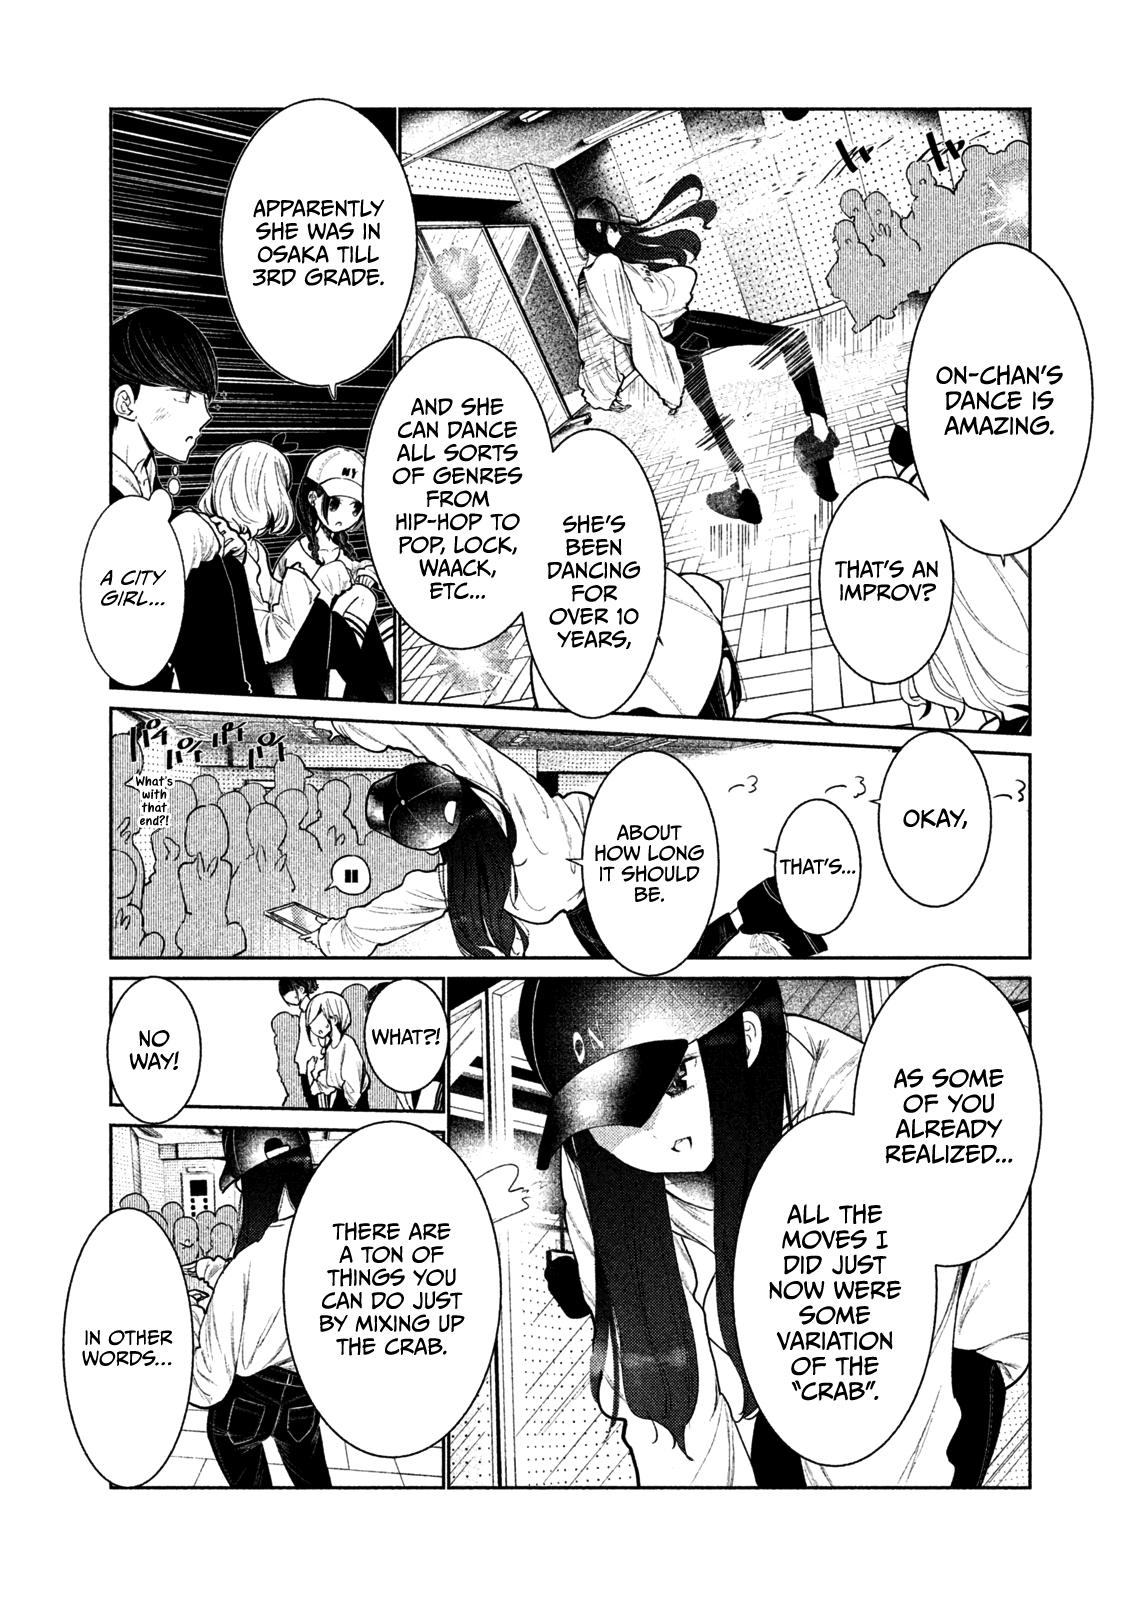 ON-CHAN'S
DANCE IS
AMAZING.
THAT'S AN
IMPROV?
SHE'S
BEEN
DANCING
FOR
OVER 10
YEARS,
AND SHE
CAN DANCE
ALL SORTS
OF GENRES
FROM
HIP-HOP TO
POP, LOCK,
WAACK,
ETC...
APPARENTLY
SHE WAS IN
OSAKA TILL
3RD GRADE.
NY
A CITY
GIRL...
OKAY,
THAT'S...
ABOUT
HOW LONG
IT SHOULD
BE.
What's
with
that
end?!
AS SOME
OF YOU
ALREADY
REALIZED...
ALL THE
MOVES I
DID JUST
NOW WERE
SOME
VARIATION
OF THE
"CRAB".
WHAT?!
NO
WAY!
THERE ARE
A TON OF
THINGS YOU
CAN DO JUST
BY MIXING UP
THE CRAB.
IN OTHER
WORDS...